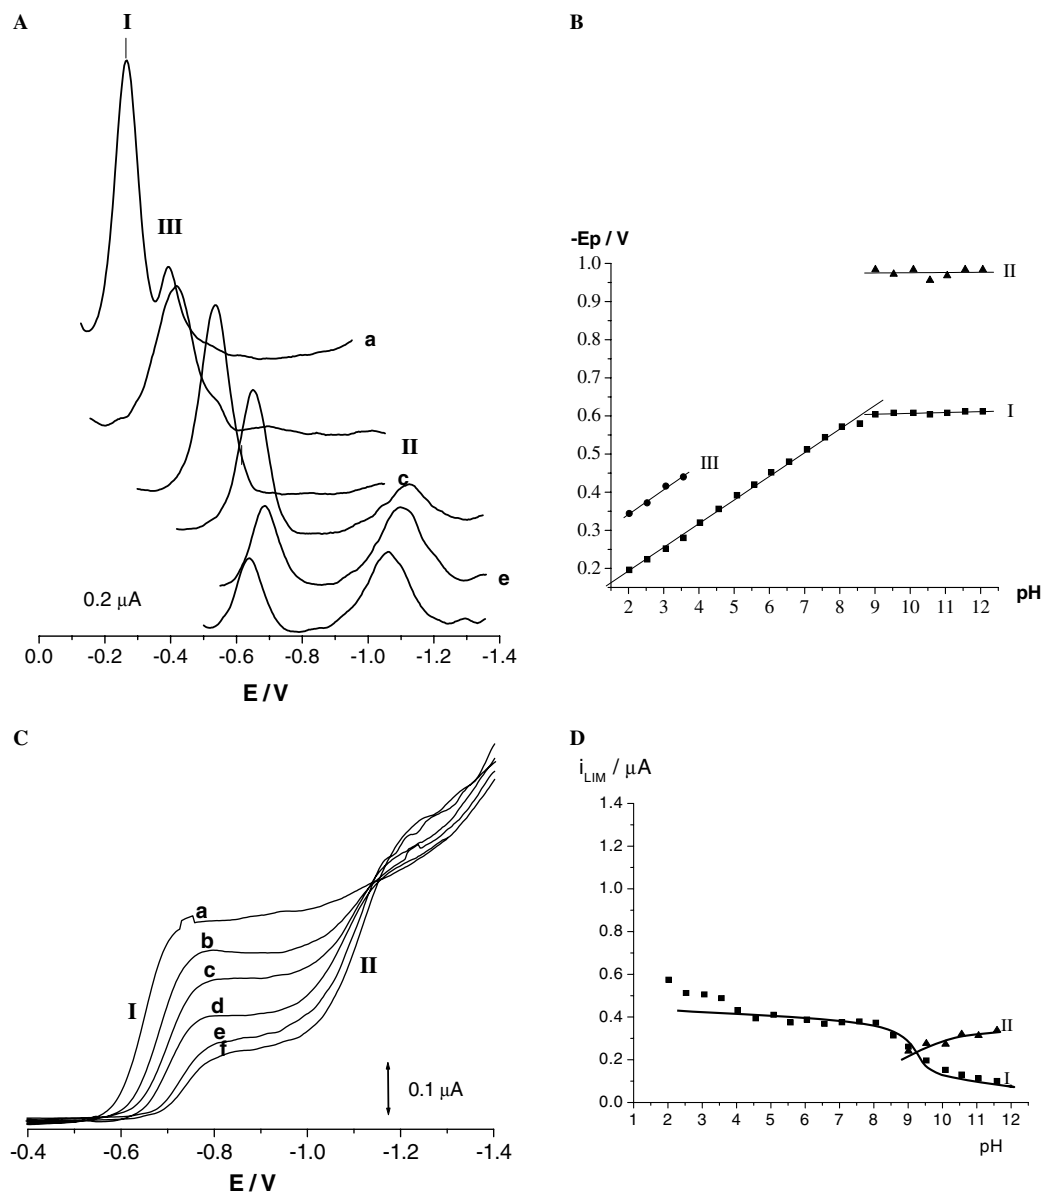 A
I
III
a
II
c
e
0.2 μA
0.0 -0.2 -0.4 -0.6 -0.8 -1.0 -1.2 -1.4
E / V
B
-Ep / V
1.0
0.9
0.8
0.7
0.6
0.5
0.4
0.3
0.2
II
I
III
2 3 4 5 6 7 8 9 10 11 12
pH
C
a
b
c
d
e
f
I
II
0.1 μA
-0.4 -0.6 -0.8 -1.0 -1.2 -1.4
E / V
D
i_LIM / μA
1.4
1.2
1.0
0.8
0.6
0.4
0.2
0.0
II
I
1 2 3 4 5 6 7 8 9 10 11 12
pH